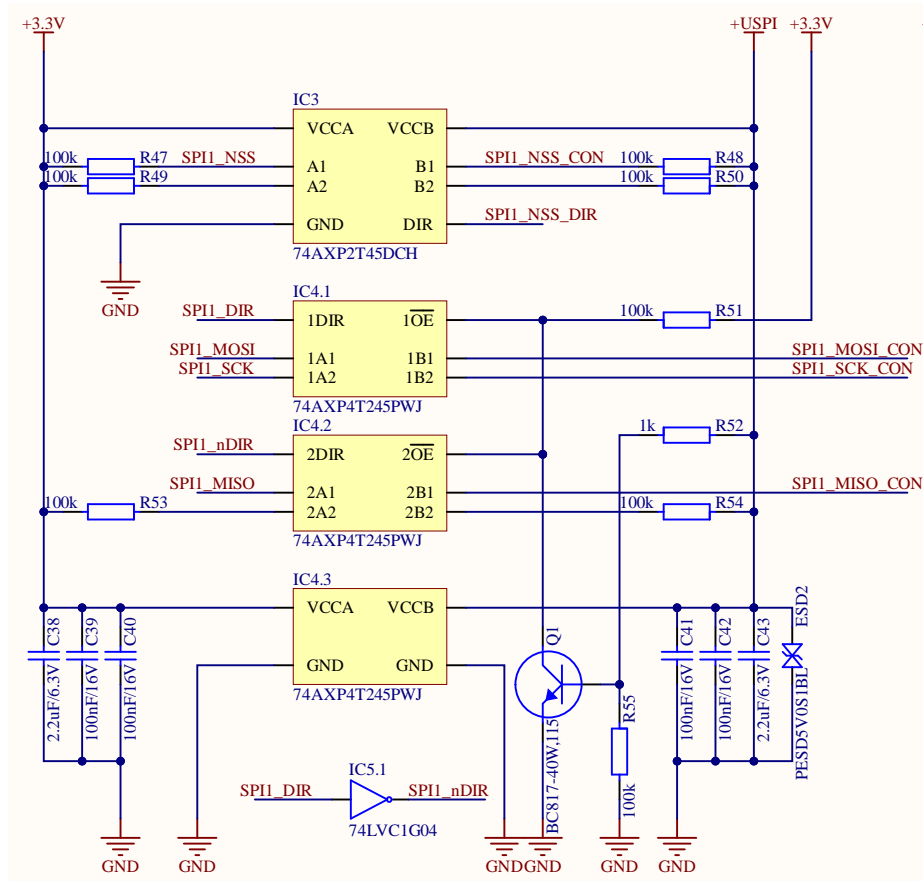 +3.3V
+USPI
+3.3V
IC3
VCCA
VCCB
100k
R47
SPI1_NSS
A1
B1
SPI1_NSS_CON
100k
R48
100k
R49
A2
B2
100k
R50
GND
DIR
SPI1_NSS_DIR
74AXP2T45DCH
GND
IC4.1
SPI1_DIR
1DIR
1OE
100k
R51
SPI1_MOSI
1A1
1B1
SPI1_MOSI_CON
SPI1_SCK
1A2
1B2
SPI1_SCK_CON
74AXP4T245PWJ
IC4.2
1k
R52
SPI1_nDIR
2DIR
2OE
SPI1_MISO
2A1
2B1
SPI1_MISO_CON
100k
R53
2A2
2B2
100k
R54
74AXP4T245PWJ
IC4.3
VCCA
VCCB
GND
GND
74AXP4T245PWJ
C38
2.2uF/6.3V
C39
100nF/16V
C40
100nF/16V
Q1
BC817-40W,115
R55
100k
C41
100nF/16V
C42
100nF/16V
C43
2.2uF/6.3V
ESD2
PESD5V0S1BL
IC5.1
SPI1_DIR
SPI1_nDIR
74LVC1G04
GND
GND
GND
GND
GND
GND